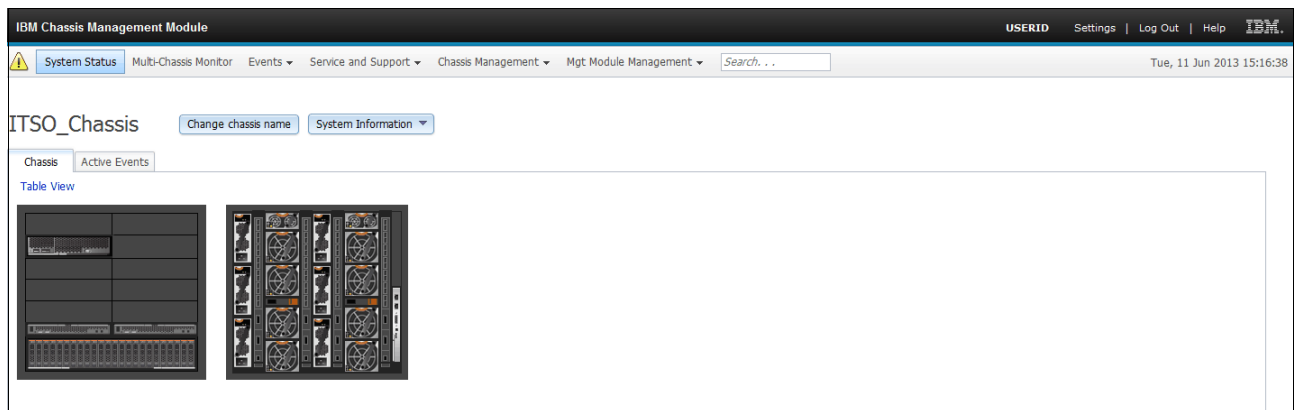 IBM Chassis Management Module USERID Settings | Log Out | Help IBM.
System Status Multi-Chassis Monitor Events Service and Support Chassis Management Mgt Module Management Search. . . Tue, 11 Jun 2013 15:16:38
ITSO_Chassis Change chassis name System Information
Chassis Active Events
Table View